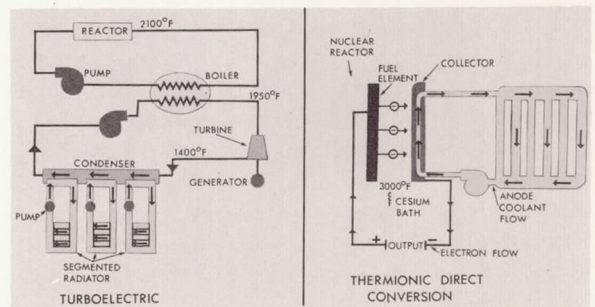 REACTOR
2100°F
PUMP
BOILER
1950°F
TURBINE
CONDENSER
1400°F
GENERATOR
PUMP
SEGMENTED
RADIATOR
TURBOELECTRIC
NUCLEAR
REACTOR
FUEL
ELEMENT
COLLECTOR
3000°F
CESIUM
BATH
ANODE
COOLANT
FLOW
+ OUTPUT −
ELECTRON FLOW
THERMIONIC DIRECT
CONVERSION